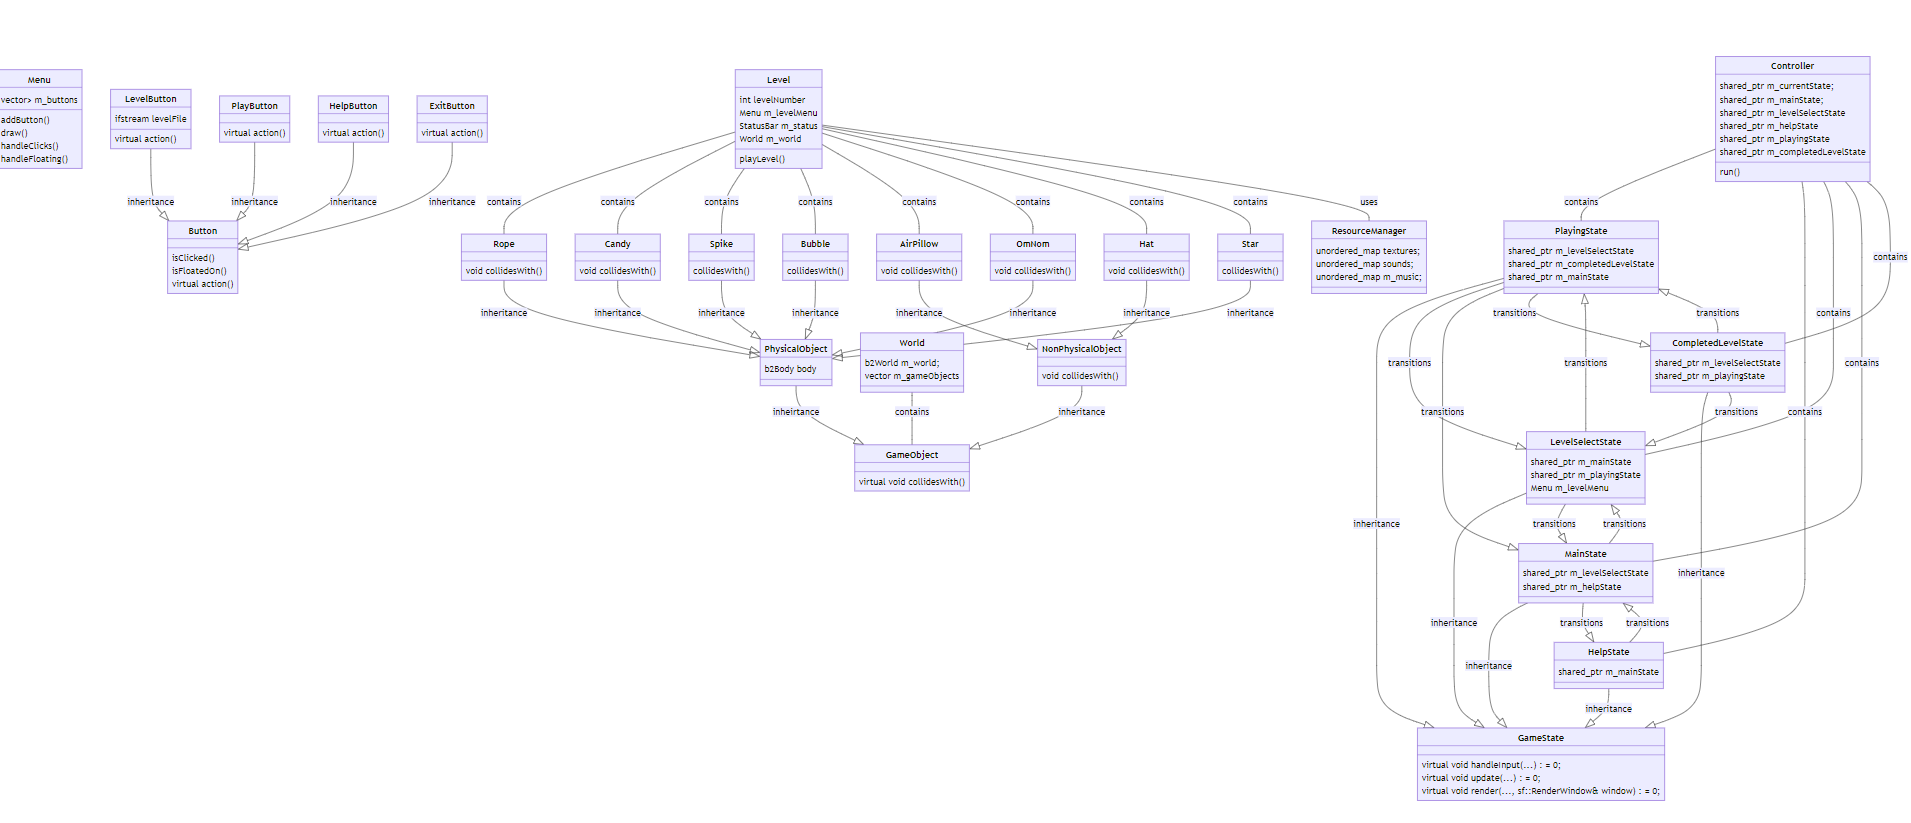 Menu
vector> m_buttons
addButton()
draw()
handleClicks()
handleFloating()
LevelButton
ifstream levelFile
virtual action()
PlayButton
virtual action()
HelpButton
virtual action()
ExitButton
virtual action()
inheritance
inheritance
inheritance
inheritance
Button
isClicked()
isFloatedOn()
virtual action()
Level
int levelNumber
Menu m_levelMenu
StatusBar m_status
World m_world
playLevel()
contains
contains
contains
contains
contains
contains
contains
contains
uses
Rope
void collidesWith()
Candy
void collidesWith()
Spike
collidesWith()
Bubble
collidesWith()
AirPillow
void collidesWith()
OmNom
void collidesWith()
Hat
void collidesWith()
Star
collidesWith()
ResourceManager
unordered_map textures;
unordered_map sounds;
unordered_map m_music;
inheritance
inheritance
inheritance
inheritance
inheritance
inheritance
inheritance
inheritance
PhysicalObject
b2Body body
World
b2World m_world;
vector m_gameObjects
NonPhysicalObject
void collidesWith()
inheirtance
contains
inheritance
GameObject
virtual void collidesWith()
Controller
shared_ptr m_currentState;
shared_ptr m_mainState;
shared_ptr m_levelSelectState
shared_ptr m_helpState
shared_ptr m_playingState
shared_ptr m_completedLevelState
run()
contains
PlayingState
shared_ptr m_levelSelectState
shared_ptr m_completedLevelState
shared_ptr m_mainState
contains
transitions
transitions
contains
CompletedLevelState
shared_ptr m_levelSelectState
shared_ptr m_playingState
transitions
transitions
contains
transitions
transitions
contains
LevelSelectState
shared_ptr m_mainState
shared_ptr m_playingState
Menu m_levelMenu
inheritance
transitions
transitions
MainState
shared_ptr m_levelSelectState
shared_ptr m_helpState
inheritance
inheritance
transitions
transitions
HelpState
shared_ptr m_mainState
inheritance
inheritance
GameState
virtual void handleInput(...) : = 0;
virtual void update(...) : = 0;
virtual void render(..., sf::RenderWindow& window) : = 0;